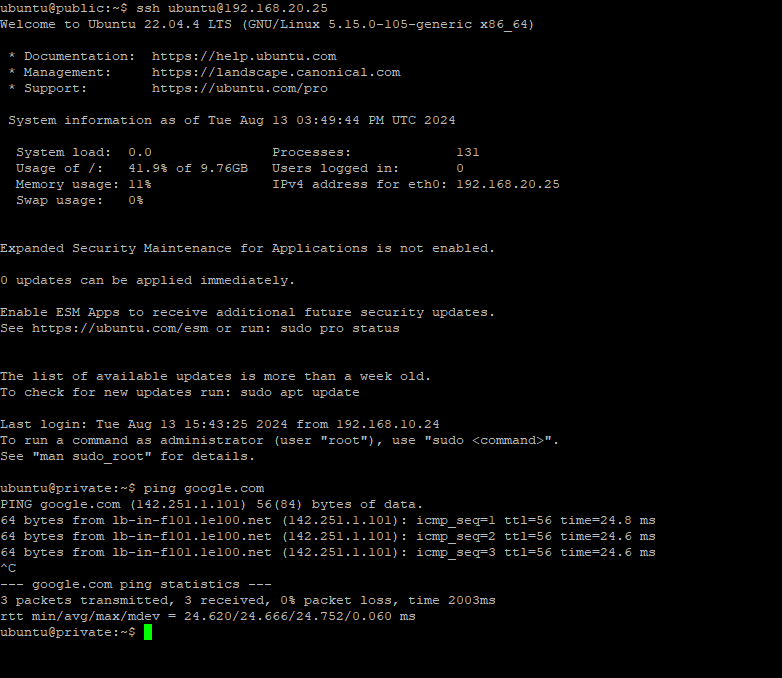 ubuntu@public:~$ ssh ubuntu@192.168.20.25
Welcome to Ubuntu 22.04.4 LTS (GNU/Linux 5.15.0-105-generic x86_64)
 * Documentation:  https://help.ubuntu.com
 * Management:     https://landscape.canonical.com
 * Support:        https://ubuntu.com/pro
 System information as of Tue Aug 13 03:49:44 PM UTC 2024
  System load:  0.0               Processes:             131
  Usage of /:   41.9% of 9.76GB   Users logged in:       0
  Memory usage: 11%               IPv4 address for eth0: 192.168.20.25
  Swap usage:   0%
Expanded Security Maintenance for Applications is not enabled.
0 updates can be applied immediately.
Enable ESM Apps to receive additional future security updates.
See https://ubuntu.com/esm or run: sudo pro status
The list of available updates is more than a week old.
To check for new updates run: sudo apt update
Last login: Tue Aug 13 15:43:25 2024 from 192.168.10.24
To run a command as administrator (user "root"), use "sudo <command>".
See "man sudo_root" for details.
ubuntu@private:~$ ping google.com
PING google.com (142.251.1.101) 56(84) bytes of data.
64 bytes from lb-in-f101.1e100.net (142.251.1.101): icmp_seq=1 ttl=56 time=24.8 ms
64 bytes from lb-in-f101.1e100.net (142.251.1.101): icmp_seq=2 ttl=56 time=24.6 ms
64 bytes from lb-in-f101.1e100.net (142.251.1.101): icmp_seq=3 ttl=56 time=24.6 ms
^C
--- google.com ping statistics ---
3 packets transmitted, 3 received, 0% packet loss, time 2003ms
rtt min/avg/max/mdev = 24.620/24.666/24.752/0.060 ms
ubuntu@private:~$